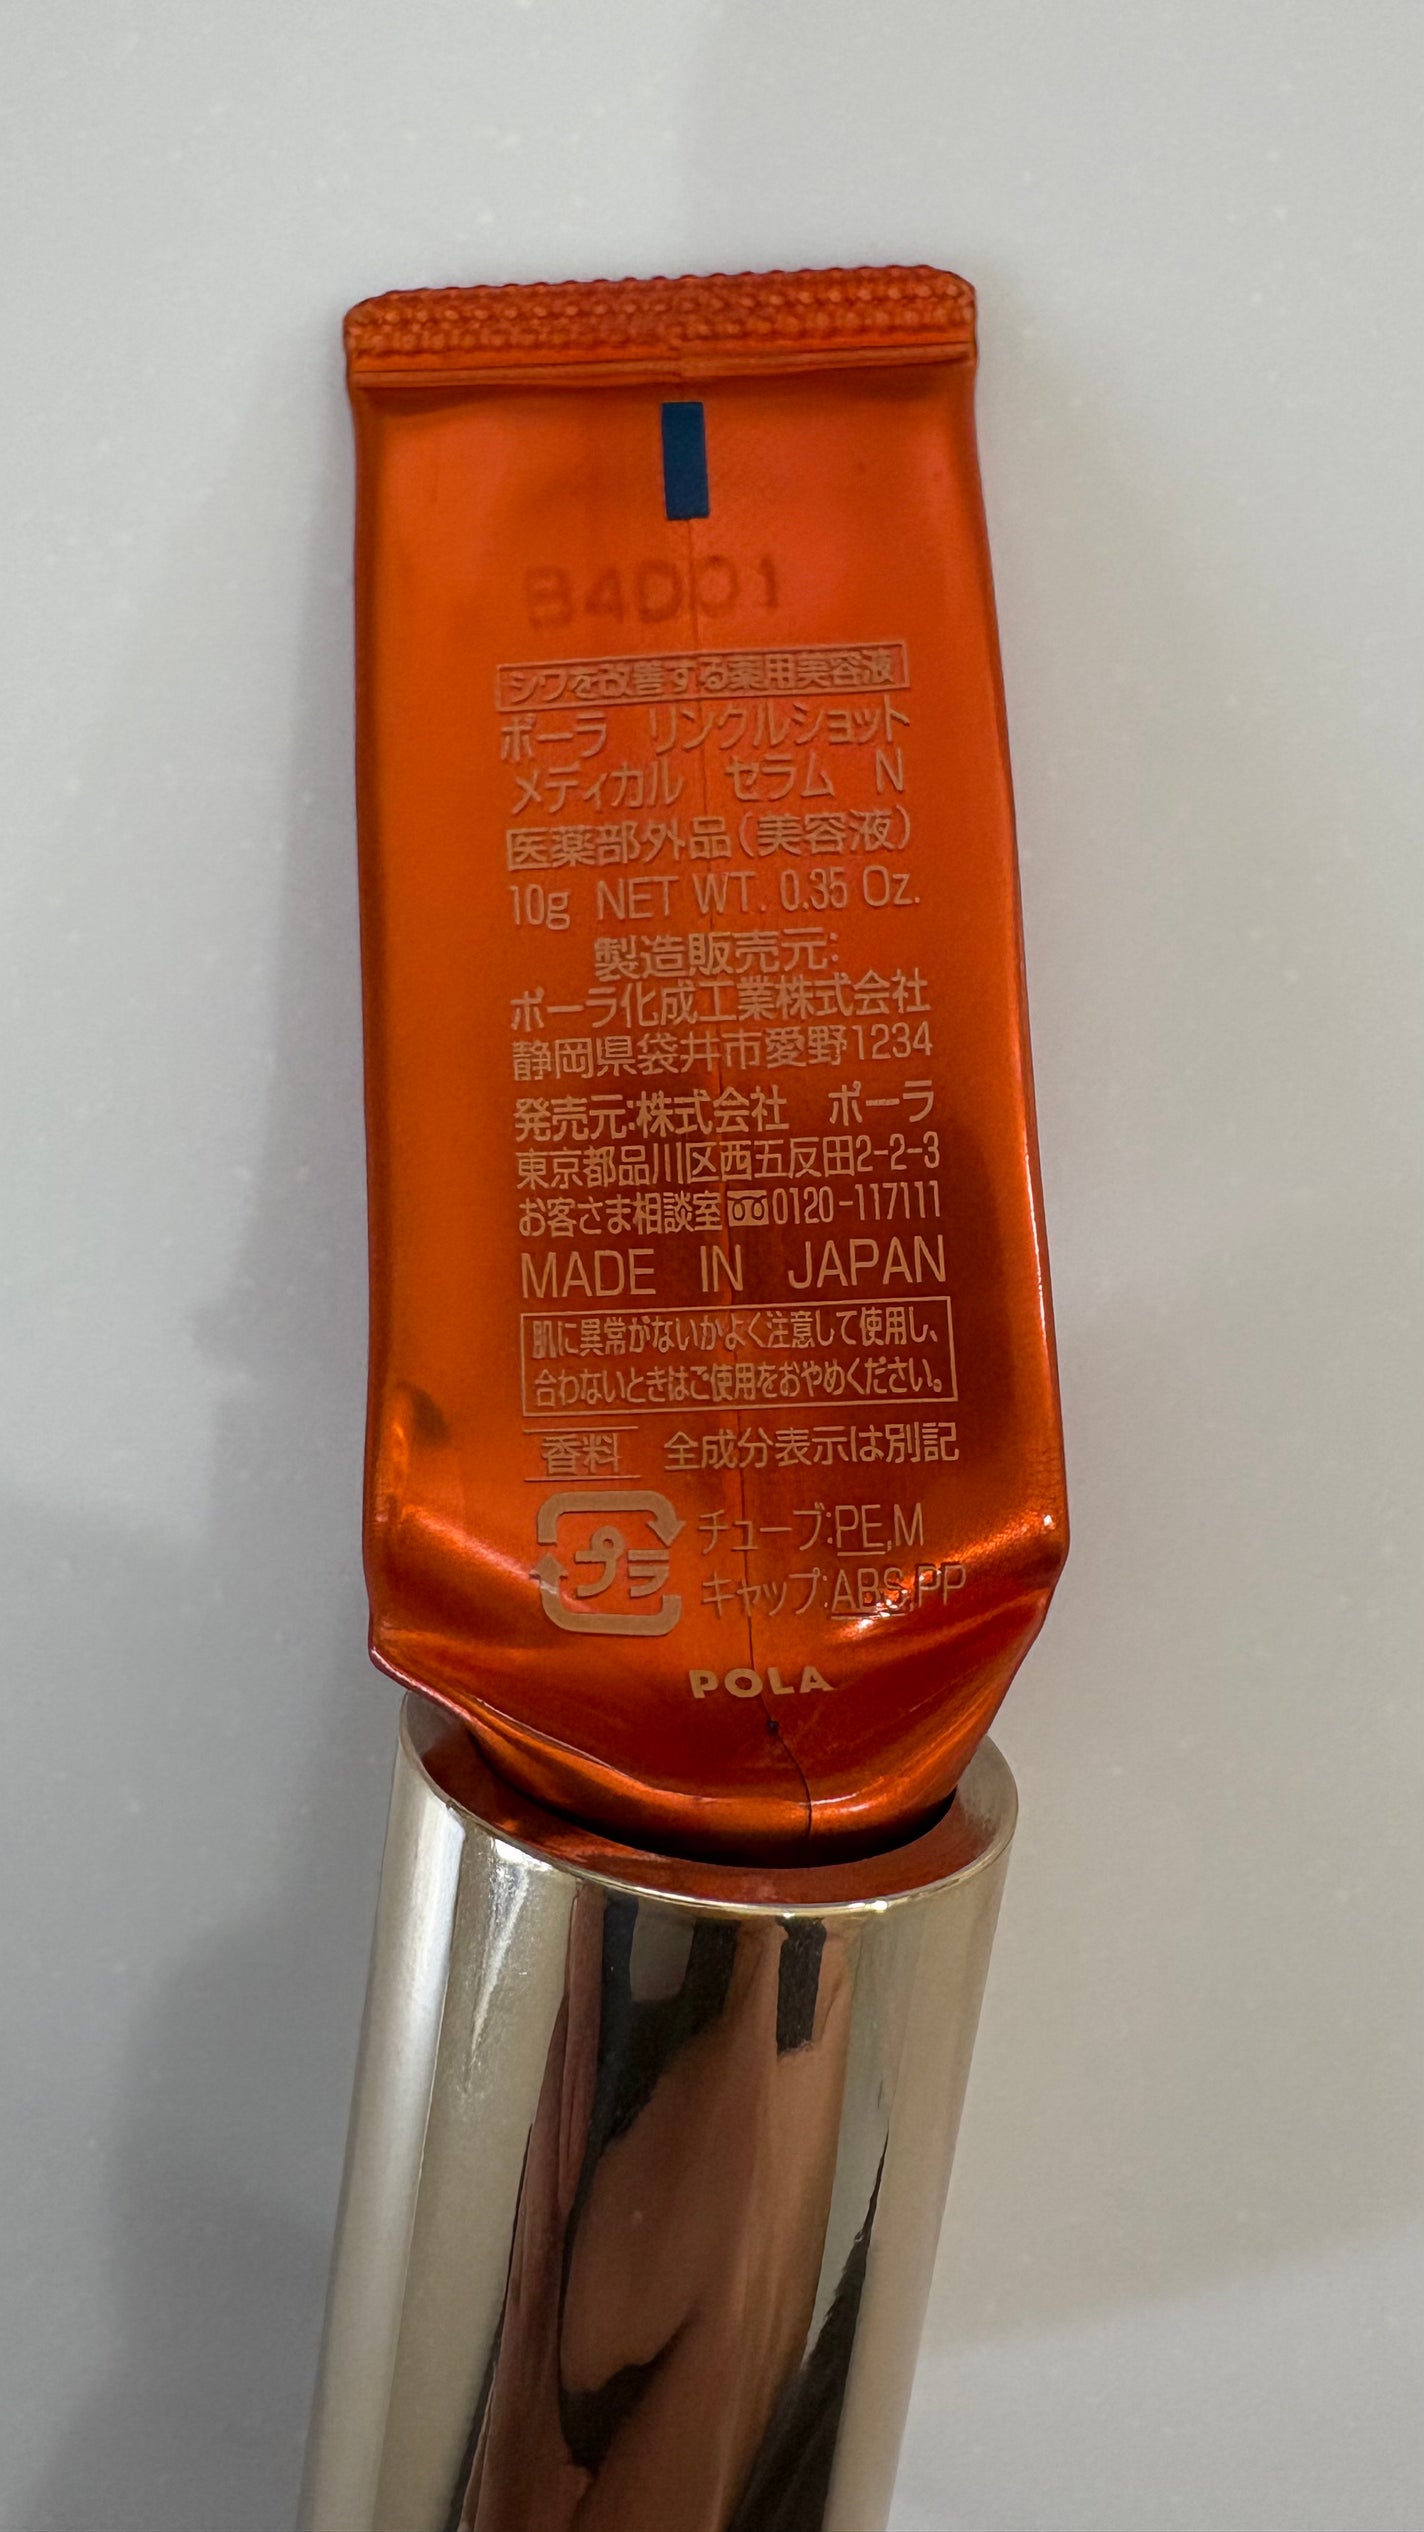 B4D01
シワを改善する薬用美容液
ポーラ リンクルショット
メディカル セラム N
医薬部外品(美容液)
10g NET WT. 0.35 Oz.
製造販売元:
ポーラ化成工業株式会社
静岡県袋井市愛野1234
発売元:株式会社 ポーラ
東京都品川区西五反田2-2-3
お客さま相談室 0120-117111
MADE IN JAPAN
肌に異常がないかよく注意して使用し、
合わないときはご使用をおやめください。
香料 全成分表示は別記
プラ チューブ:PE,M
キャップ:ABS,PP
POLA